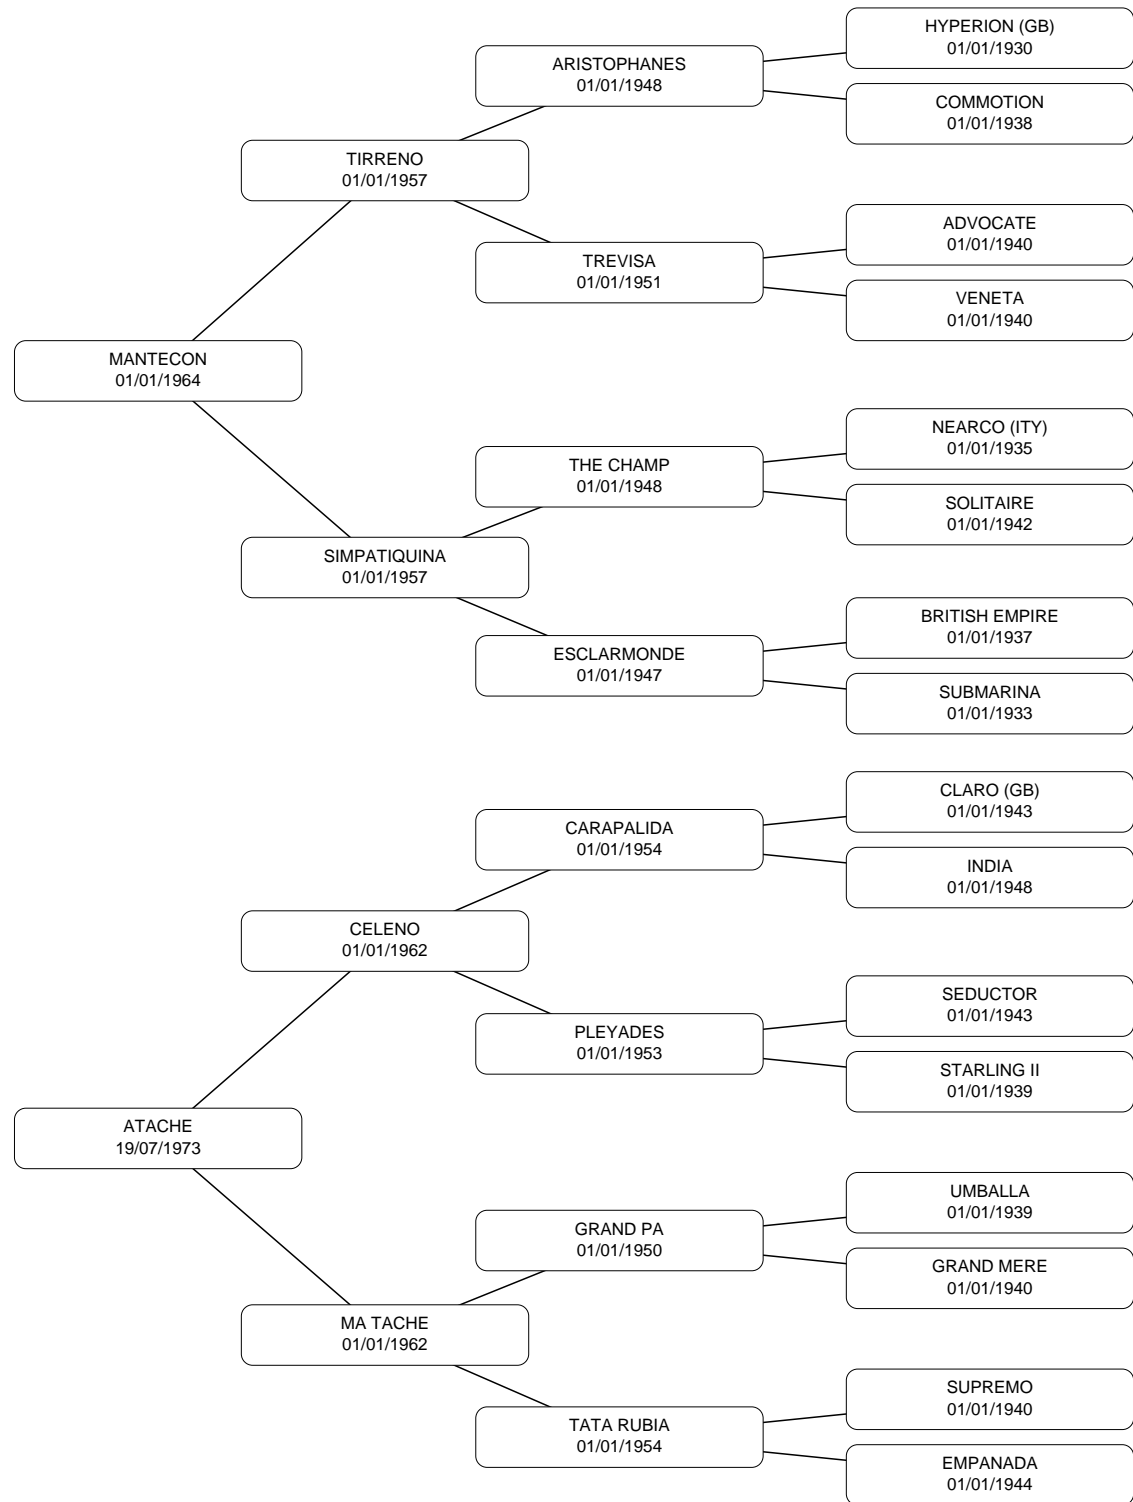 HYPERION (GB)
01/01/1930
ARISTOPHANES
01/01/1948
COMMOTION
01/01/1938
TIRRENO
01/01/1957
ADVOCATE
01/01/1940
TREVISA
01/01/1951
VENETA
01/01/1940
MANTECON
01/01/1964
NEARCO (ITY)
01/01/1935
THE CHAMP
01/01/1948
SOLITAIRE
01/01/1942
SIMPATIQUINA
01/01/1957
BRITISH EMPIRE
01/01/1937
ESCLARMONDE
01/01/1947
SUBMARINA
01/01/1933
CLARO (GB)
01/01/1943
CARAPALIDA
01/01/1954
INDIA
01/01/1948
CELENO
01/01/1962
SEDUCTOR
01/01/1943
PLEYADES
01/01/1953
STARLING II
01/01/1939
ATACHE
19/07/1973
UMBALLA
01/01/1939
GRAND PA
01/01/1950
GRAND MERE
01/01/1940
MA TACHE
01/01/1962
SUPREMO
01/01/1940
TATA RUBIA
01/01/1954
EMPANADA
01/01/1944